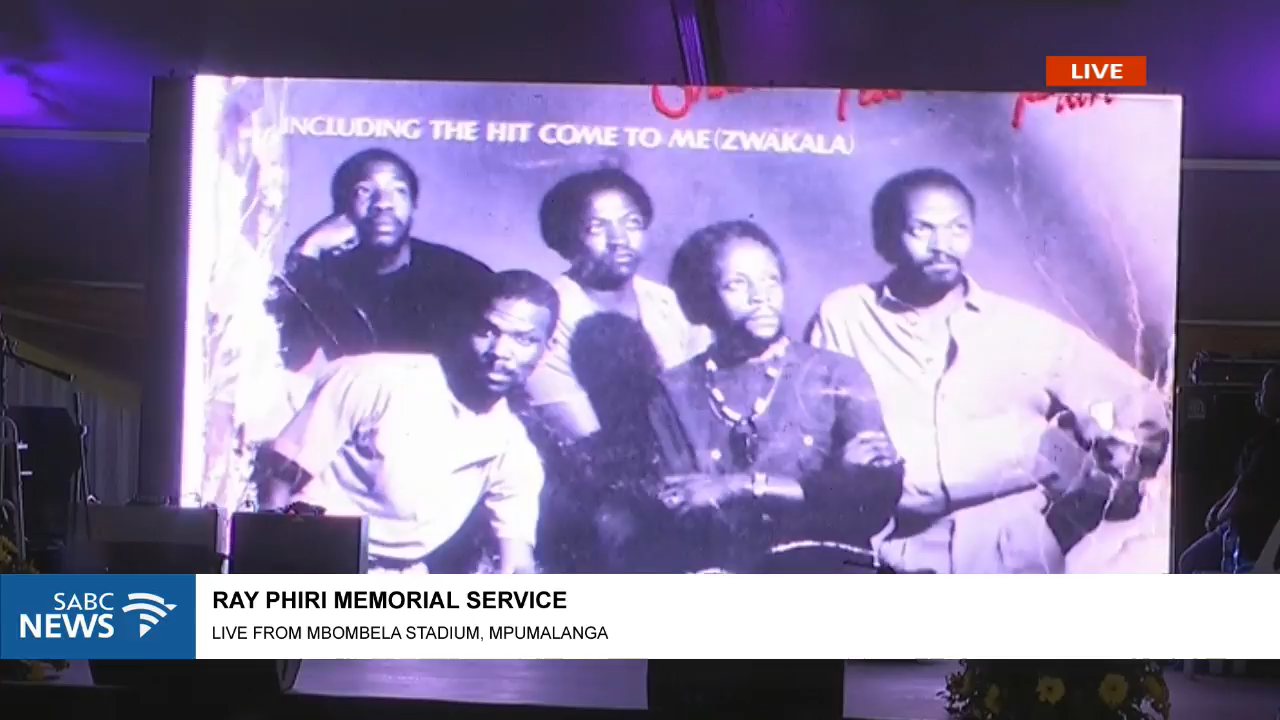 LIVE
INCLUDING THE HIT COME TO ME (ZWAKALA)
SABC
NEWS
RAY PHIRI MEMORIAL SERVICE
LIVE FROM MBOMBELA STADIUM, MPUMALANGA